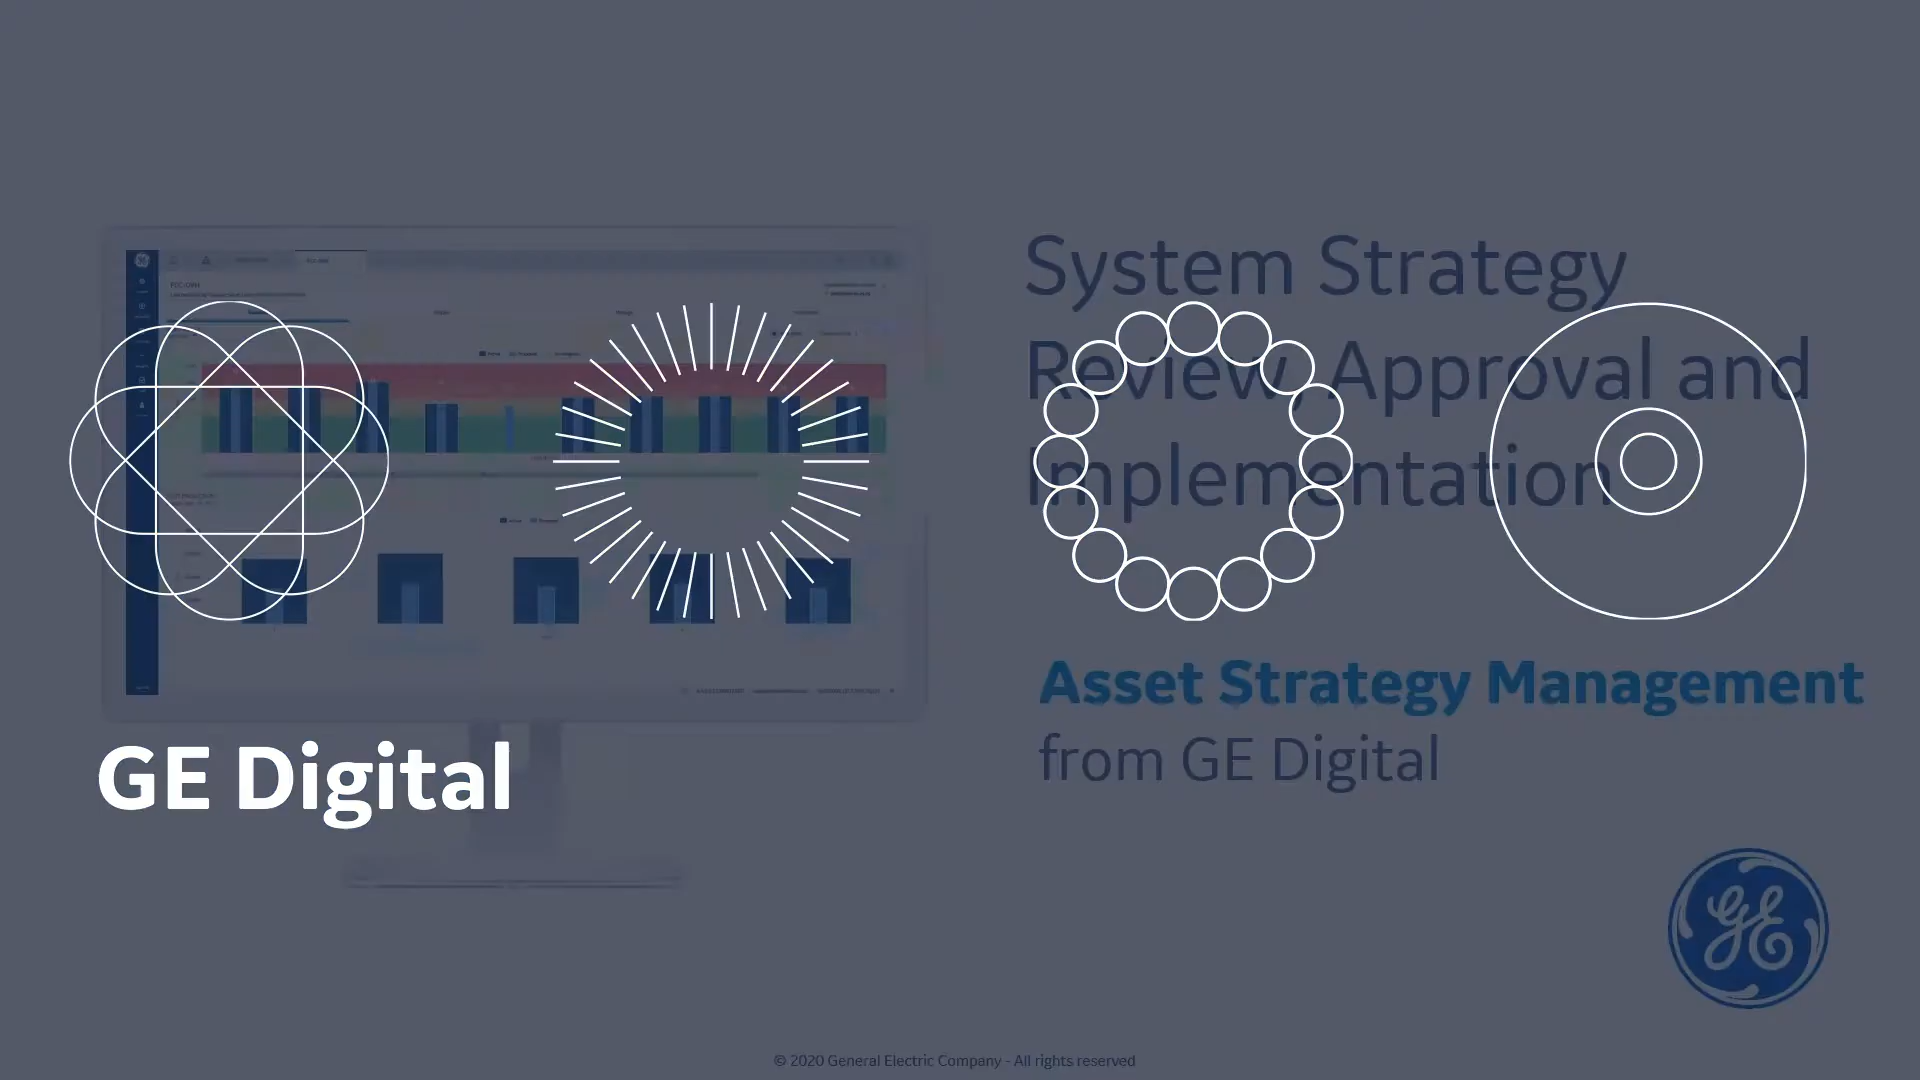 System Strategy
Review, Approval and
Implementation
Asset Strategy Management
from GE Digital
GE Digital
GE
© 2020 General Electric Company - All rights reserved